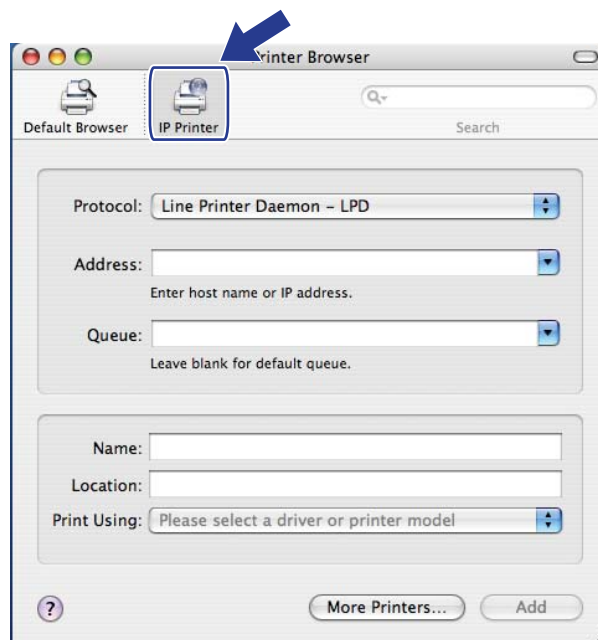 Printer Browser
Default Browser
IP Printer
Search
Protocol: Line Printer Daemon – LPD
Address:
Enter host name or IP address.
Queue:
Leave blank for default queue.
Name:
Location:
Print Using: Please select a driver or printer model
? More Printers... Add